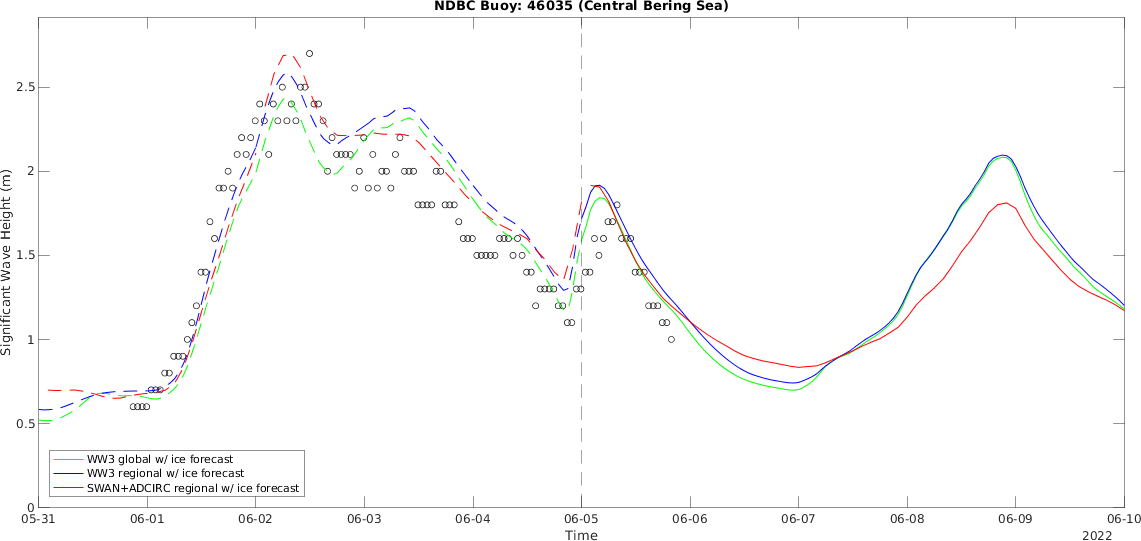 NDBC Buoy: 46035 (Central Bering Sea)
Significant Wave Height (m)
2.5
2
1.5
1
0.5
0
WW3 global w/ ice forecast
WW3 regional w/ ice forecast
SWAN+ADCIRC regional w/ ice forecast
05-31 06-01 06-02 06-03 06-04 06-05 06-06 06-07 06-08 06-09 06-10
Time
2022